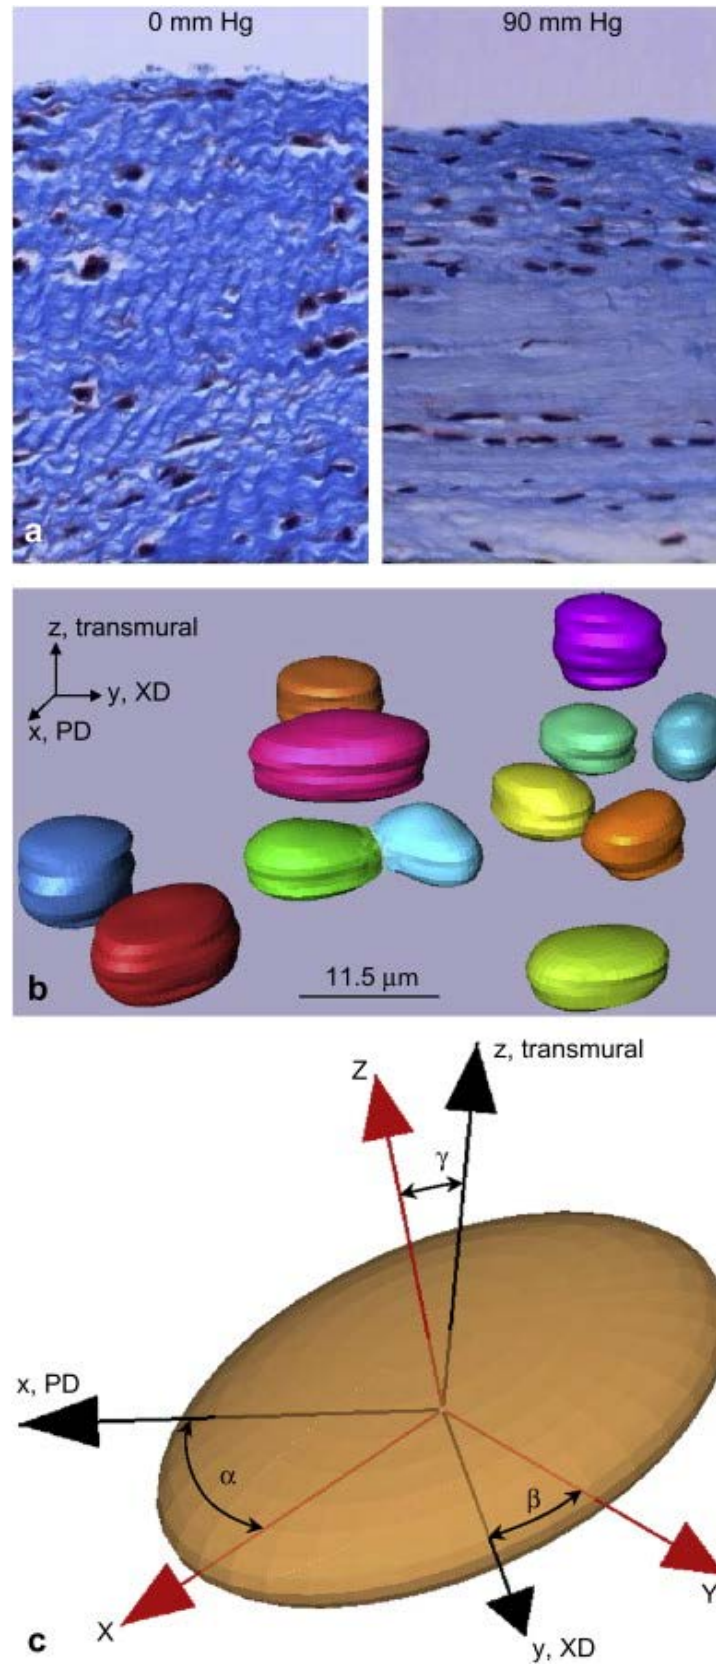 0 mm Hg
90 mm Hg
a
z, transmural
y, XD
x, PD
11.5 μm
b
Z
z, transmural
γ
x, PD
α
β
X
Y
y, XD
c